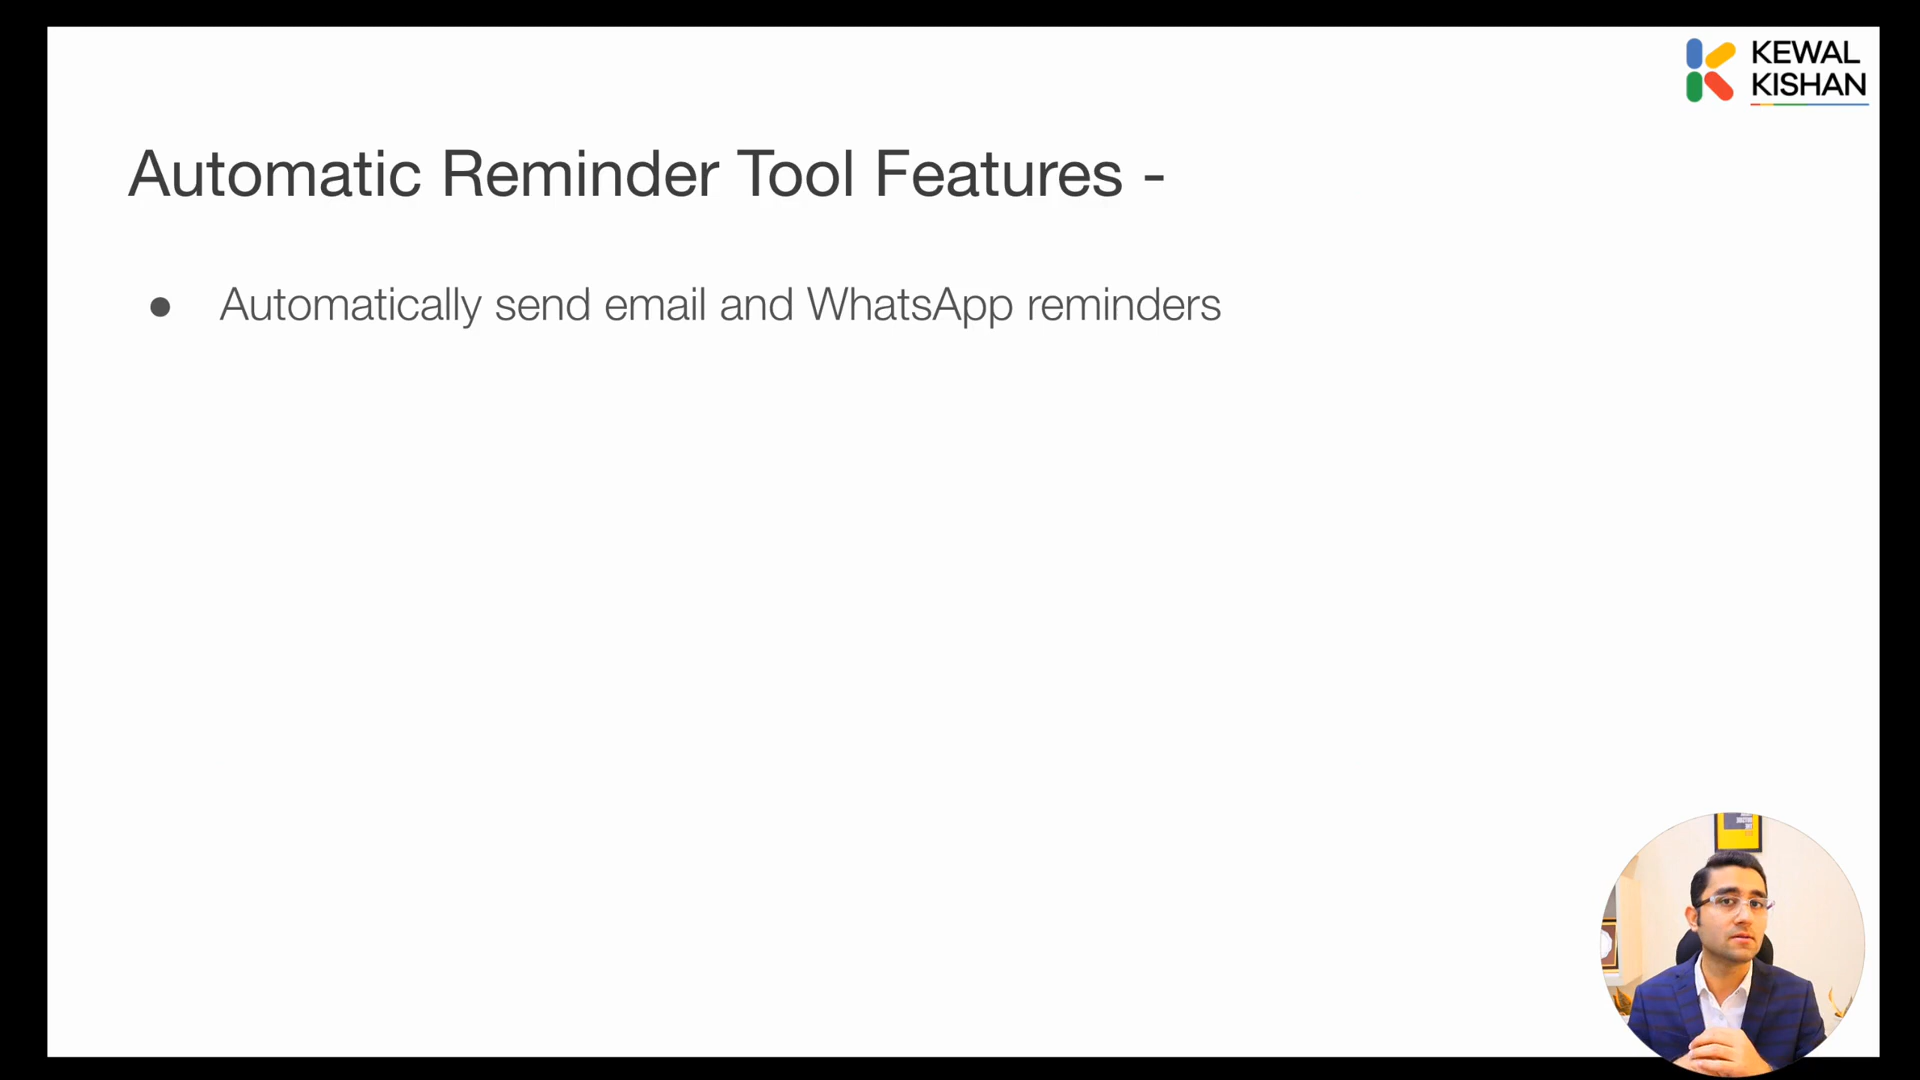 KEWAL
KISHAN
Automatic Reminder Tool Features -
● Automatically send email and WhatsApp reminders